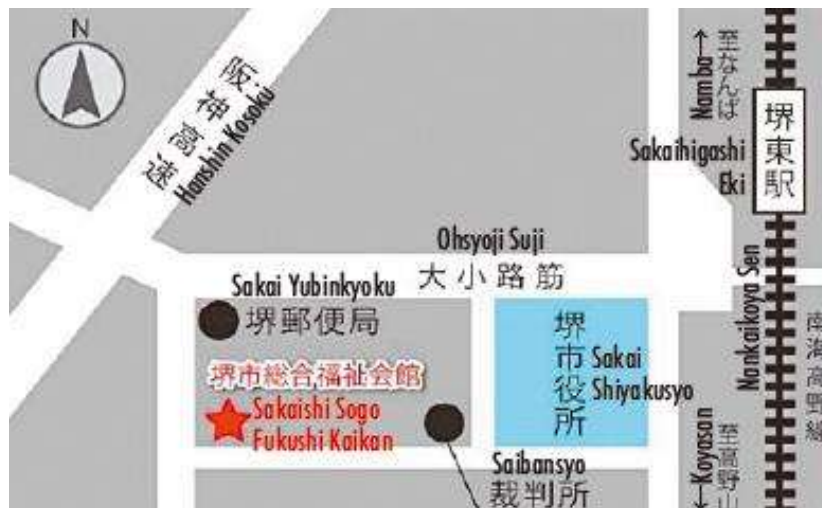 N
阪神高速
Hanshin Kosoku
Namba→
至なんば
堺東駅
Sakaihigashi
Eki
Ohsyoji Suji
大小路筋
Sakai Yubinkyoku
堺郵便局
堺市総合福祉会館
Sakaishi Sogo
Fukushi Kaikan
堺市役所
Sakai
Shiyakusyo
Saibansyo
裁判所
Nankaikoya Sen
南海高野線
←Koyasan
至高野山